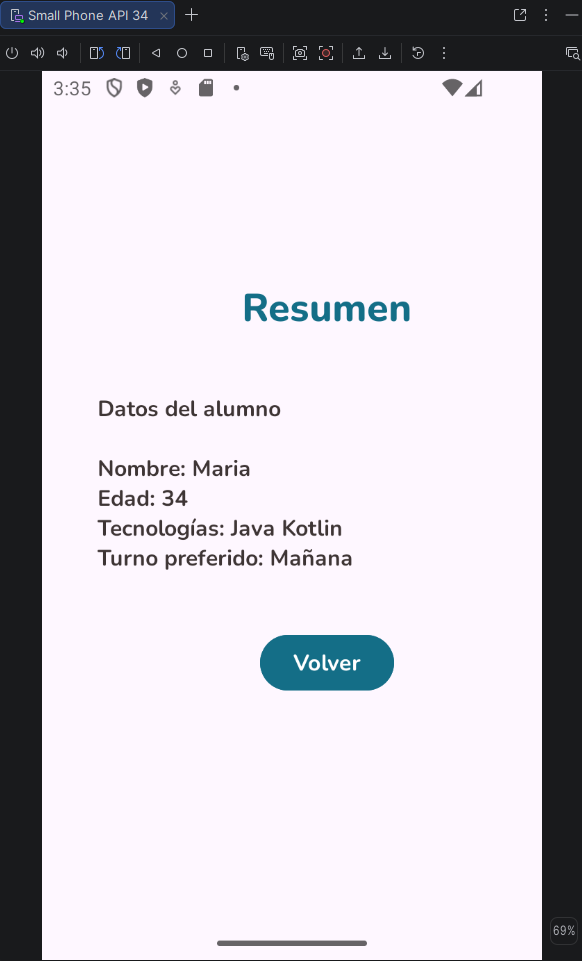 Small Phone API 34
3:35
Resumen
Datos del alumno
Nombre: Maria
Edad: 34
Tecnologías: Java Kotlin
Turno preferido: Mañana
Volver
69%